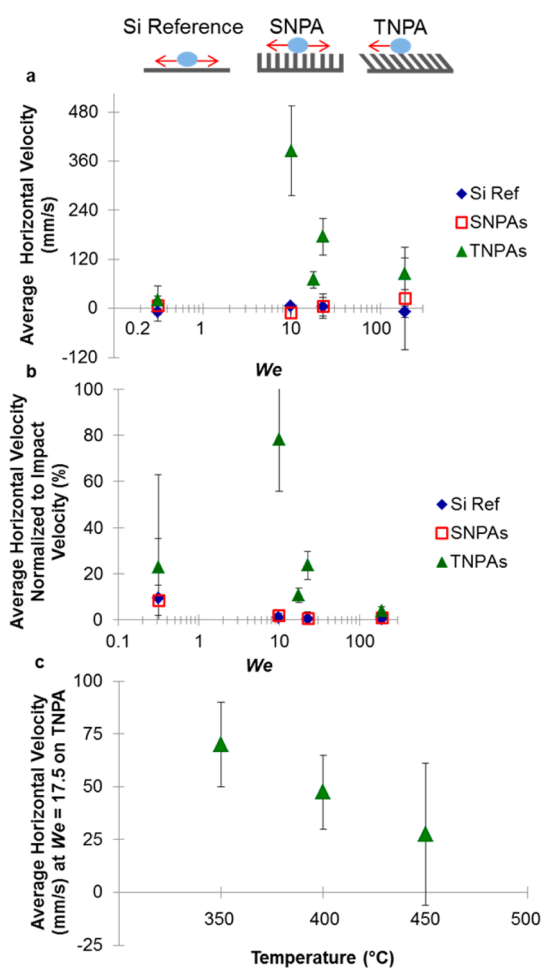 Si Reference SNPA TNPA
a
Average Horizontal Velocity
(mm/s)
480
360
240
120
0
-120
0.2 1 10 100
We
Si Ref
SNPAs
TNPAs
b
Average Horizontal Velocity
Normalized to Impact
Velocity (%)
100
80
60
40
20
0
0.1 1 10 100
We
Si Ref
SNPAs
TNPAs
c
Average Horizontal Velocity
(mm/s) at We = 17.5 on TNPA
100
75
50
25
0
-25
350 400 450 500
Temperature (°C)